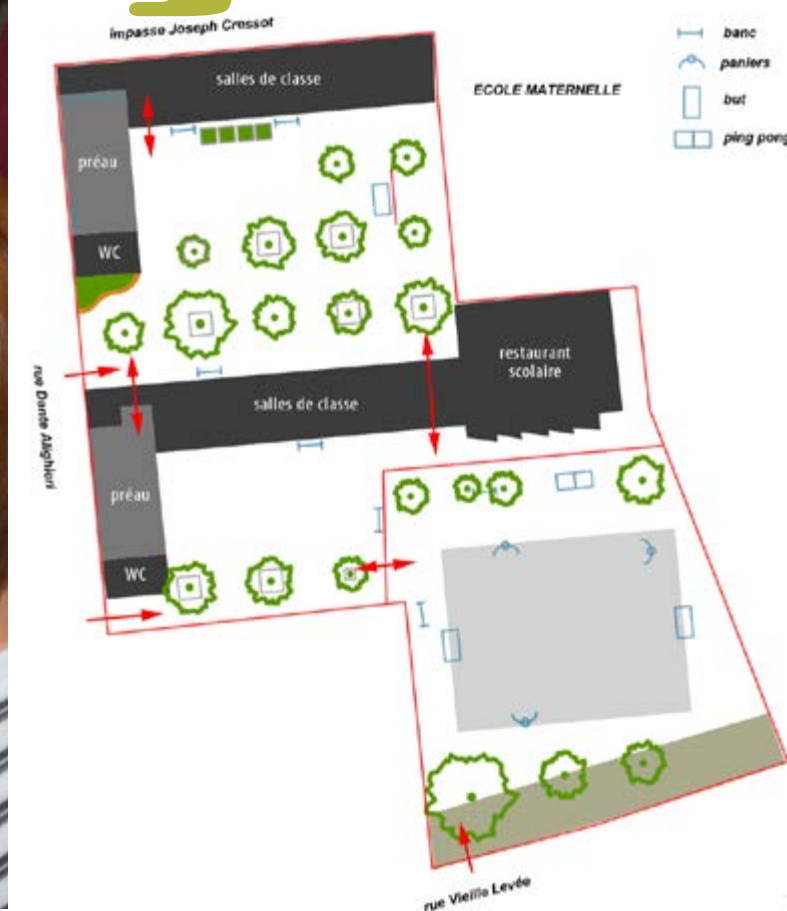 impasse Joseph Cressot
banc
salles de classe
paniers
ECOLE MATERNELLE
but
ping pong
préau
WC
restaurant
scolaire
rue Dante Alighieri
salles de classe
préau
WC
rue Vieille Levée